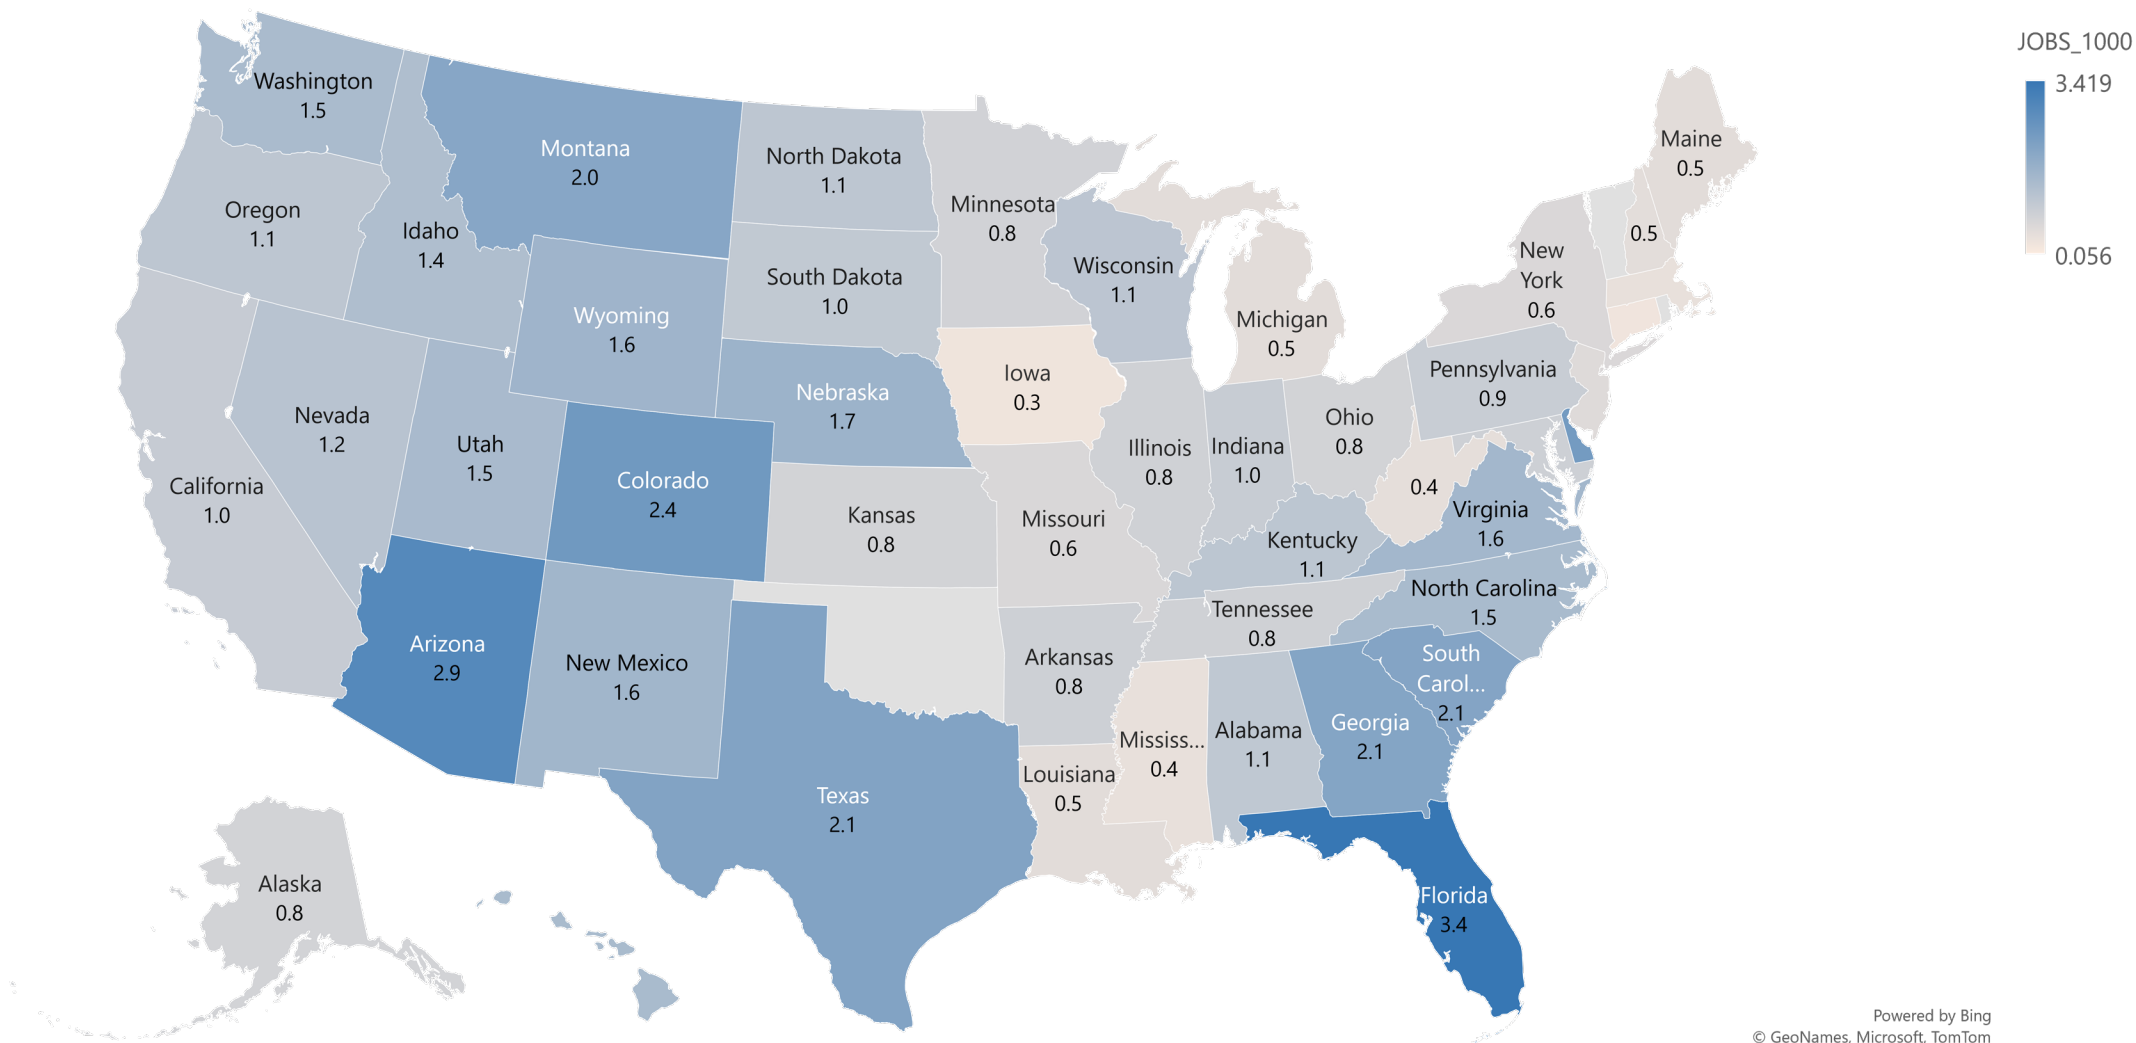 JOBS_1000
3.419
0.056
Washington
1.5
Montana
2.0
North Dakota
1.1
Minnesota
0.8
Maine
0.5
Oregon
1.1
Idaho
1.4
South Dakota
1.0
Wisconsin
1.1
0.5
New
York
0.6
Wyoming
1.6
Michigan
0.5
Nebraska
1.7
Iowa
0.3
Pennsylvania
0.9
Nevada
1.2
Utah
1.5
Colorado
2.4
Illinois
0.8
Indiana
1.0
Ohio
0.8
0.4
California
1.0
Kansas
0.8
Missouri
0.6
Kentucky
1.1
Virginia
1.6
North Carolina
1.5
Tennessee
0.8
Arizona
2.9
New Mexico
1.6
Arkansas
0.8
South
Carol...
2.1
Georgia
2.1
Alabama
1.1
Mississ...
0.4
Louisiana
0.5
Texas
2.1
Florida
3.4
Alaska
0.8
Powered by Bing
© GeoNames, Microsoft, TomTom